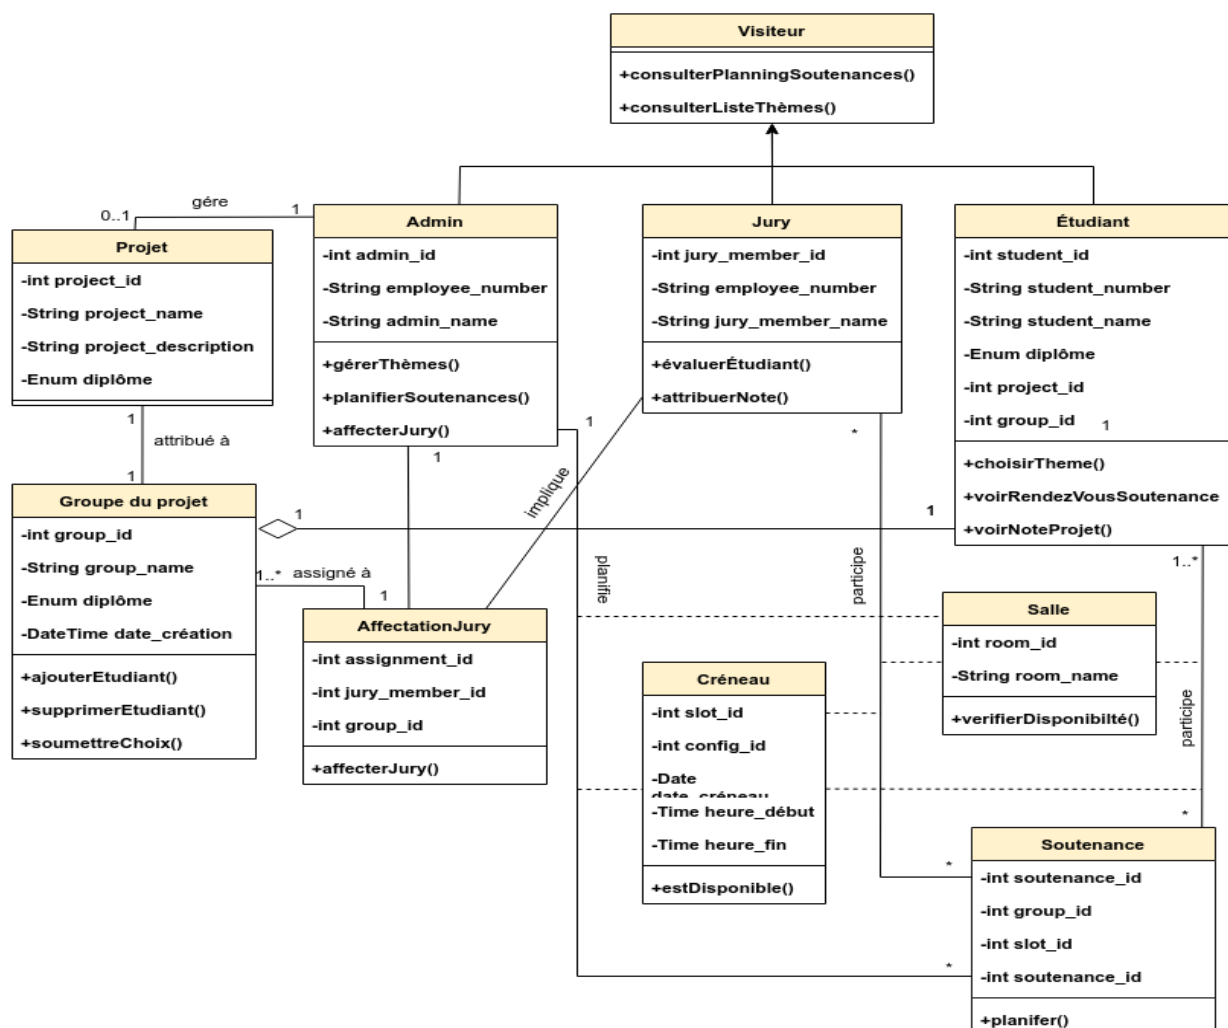 Visiteur
+consulterPlanningSoutenances()
+consulterListeThèmes()
gére
0..1
1
Projet
-int project_id
-String project_name
-String project_description
-Enum diplôme
Admin
-int admin_id
-String employee_number
-String admin_name
+gérerThèmes()
+planifierSoutenances()
+affecterJury()
Jury
-int jury_member_id
-String employee_number
-String jury_member_name
+évaluerÉtudiant()
+attribuerNote()
Étudiant
-int student_id
-String student_number
-String student_name
-Enum diplôme
-int project_id
-int group_id
1
+choisirTheme()
+voirRendezVousSoutenance
+voirNoteProjet()
1
attribué à
1
1
1
*
implique
Groupe du projet
-int group_id
-String group_name
-Enum diplôme
-DateTime date_création
+ajouterEtudiant()
+supprimerEtudiant()
+soumettreChoix()
1
1
1..*
assigné à
1
planifie
participe
1..*
AffectationJury
-int assignment_id
-int jury_member_id
-int group_id
+affecterJury()
Salle
-int room_id
-String room_name
+verifierDisponibilté()
participe
Créneau
-int slot_id
-int config_id
-Date
date_créneau
-Time heure_début
-Time heure_fin
+estDisponible()
*
*
*
Soutenance
-int soutenance_id
-int group_id
-int slot_id
-int soutenance_id
+planifer()